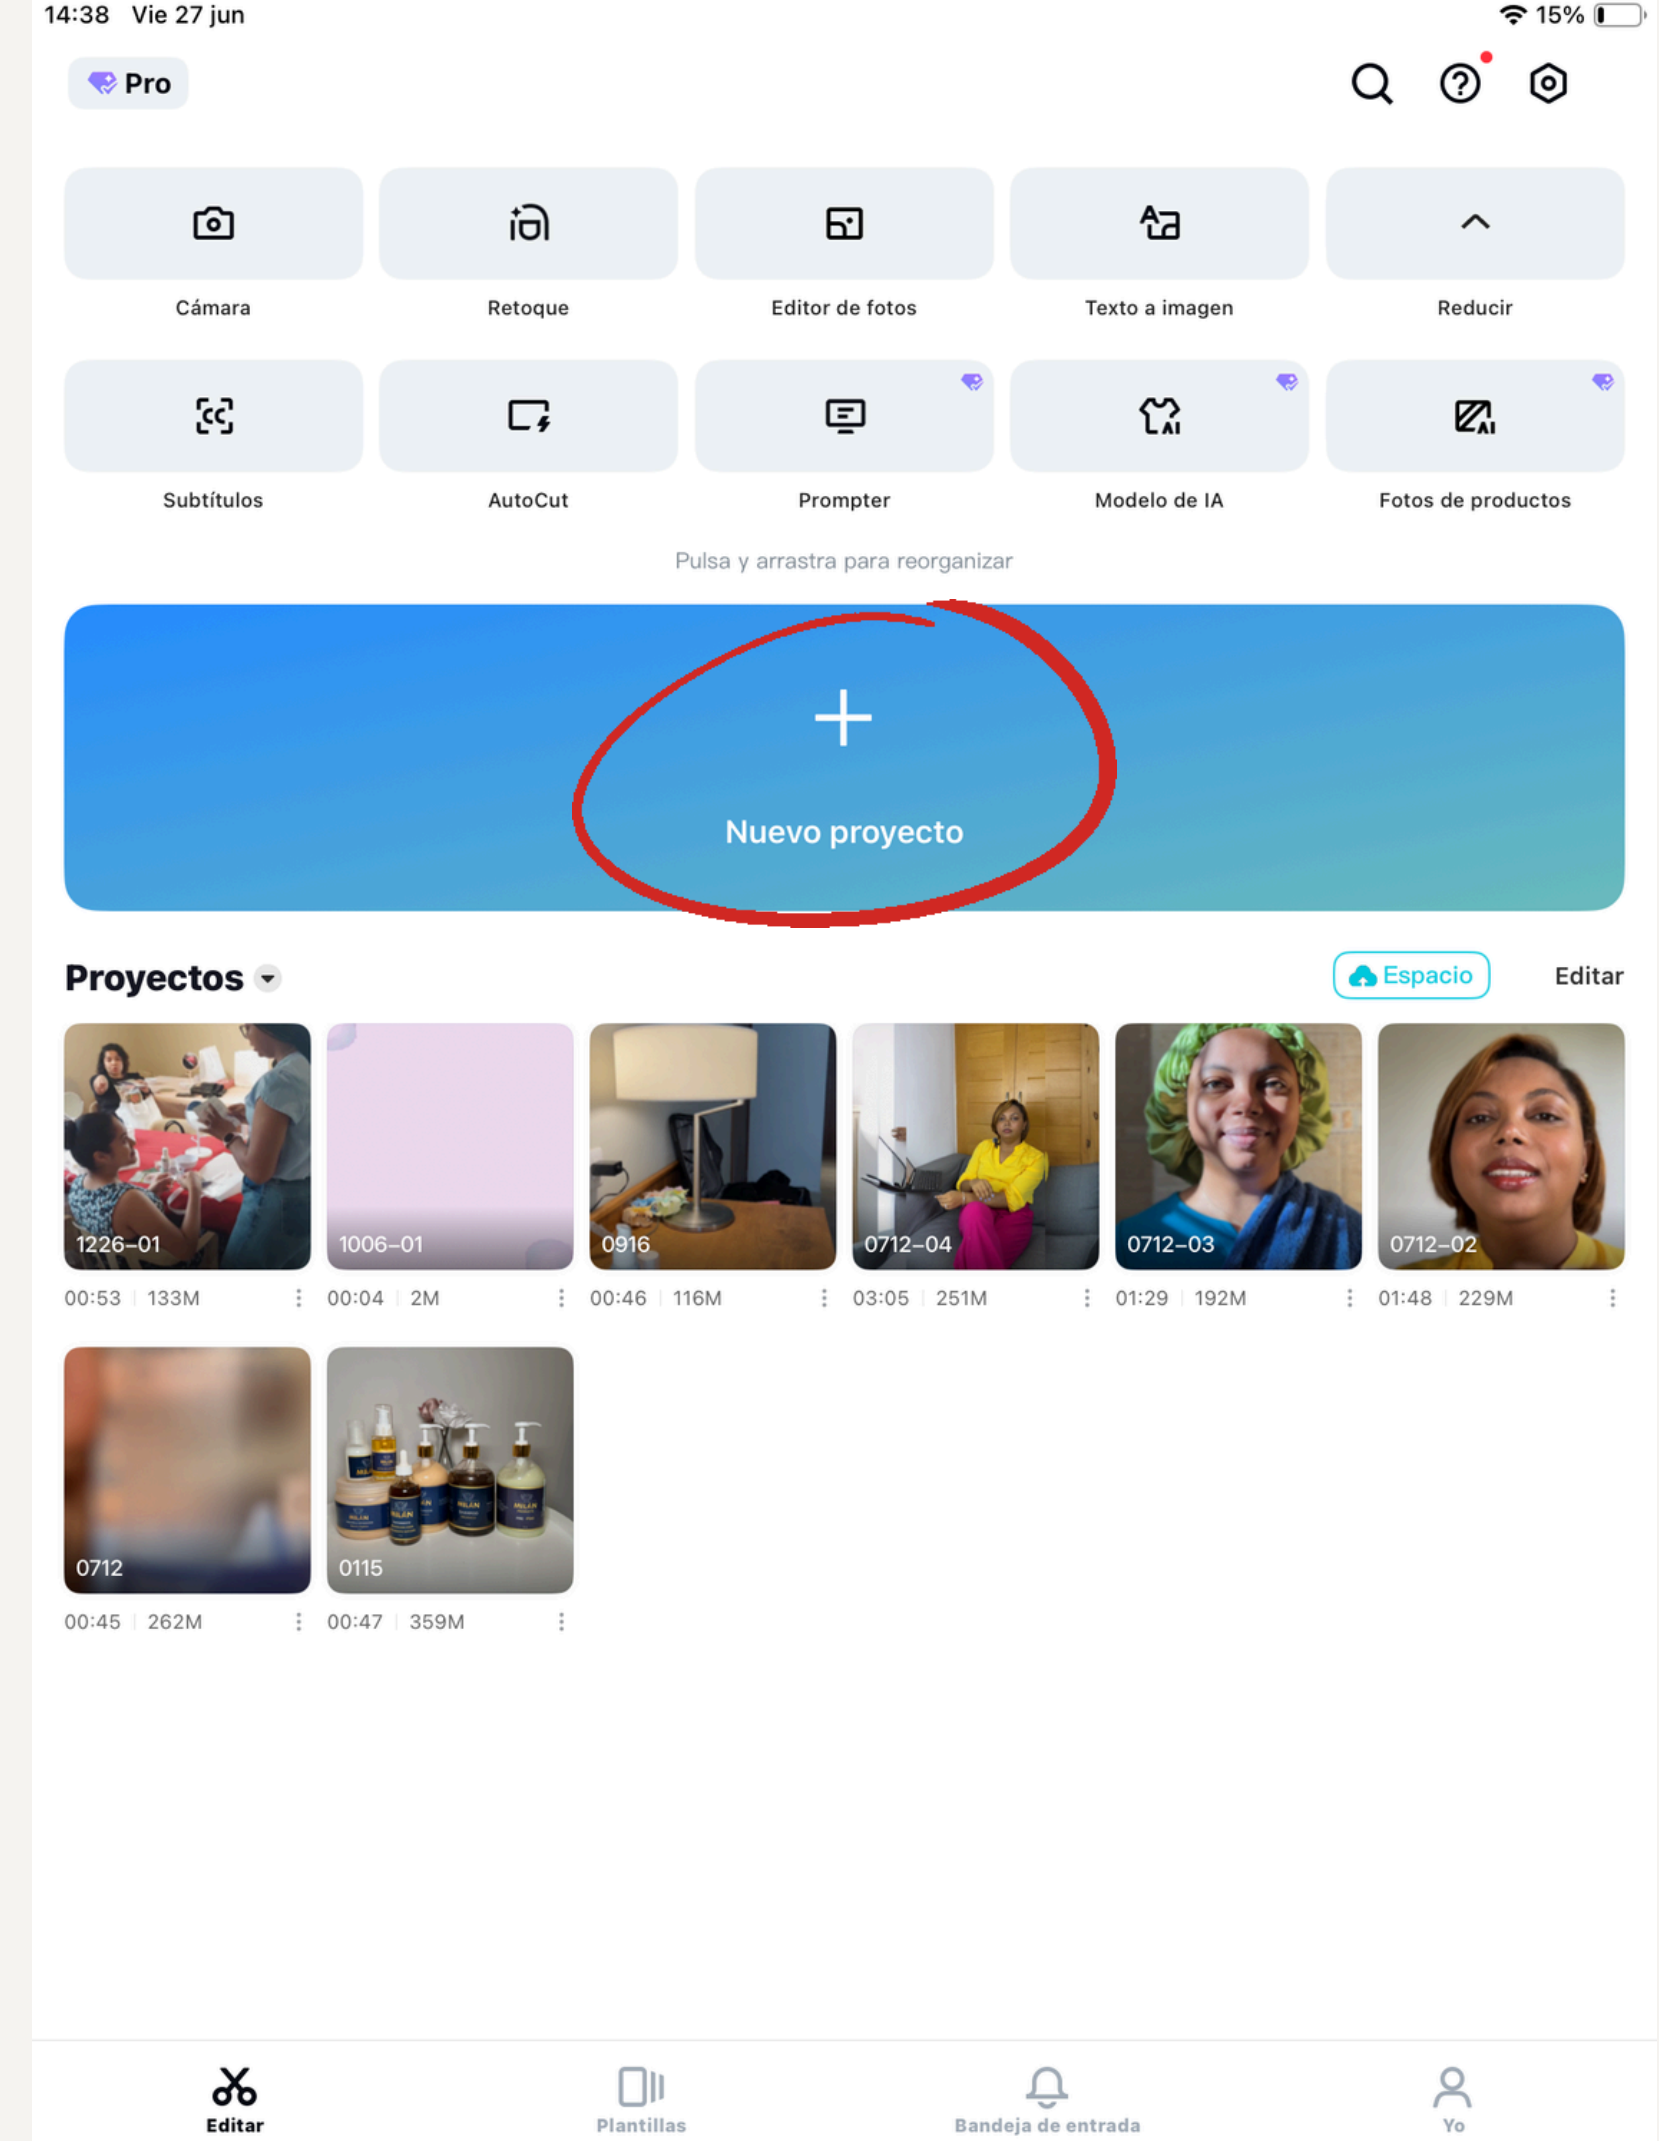 14:38 Vie 27 jun 15%
Pro
Cámara Retoque Editor de fotos Texto a imagen Reducir
Subtítulos AutoCut Prompter Modelo de IA Fotos de productos
Pulsa y arrastra para reorganizar
Nuevo proyecto
Proyectos Espacio Editar
1226–01 1006–01 0916 0712–04 0712–03 0712–02
00:53 133M 00:04 2M 00:46 116M 03:05 251M 01:29 192M 01:48 229M
MILAN MILAN MILAN MILAN
0712 0115
00:45 262M 00:47 359M
Editar Plantillas Bandeja de entrada Yo